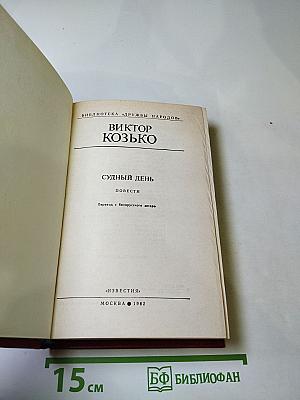 БИБЛИОТЕКА «ДРУЖБЫ НАРОДОВ»
ВИКТОР
КОЗЬКО
СУДНЫЙ ДЕНЬ
ПОВЕСТИ
Перевод с белорусского автора
«ИЗВЕСТИЯ»
МОСКВА ● 1982
15 см
БФ БИБЛИОФАН